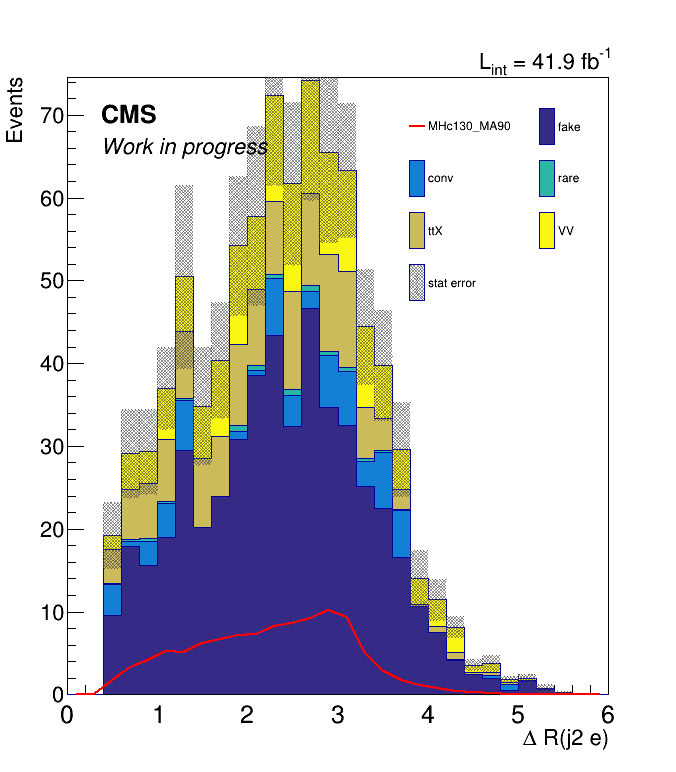 L_int = 41.9 fb^-1
Events
CMS
Work in progress
MHc130_MA90
fake
conv
rare
ttX
VV
stat error
70
60
50
40
30
20
10
0
0 1 2 3 4 5 6
Δ R(j2 e)